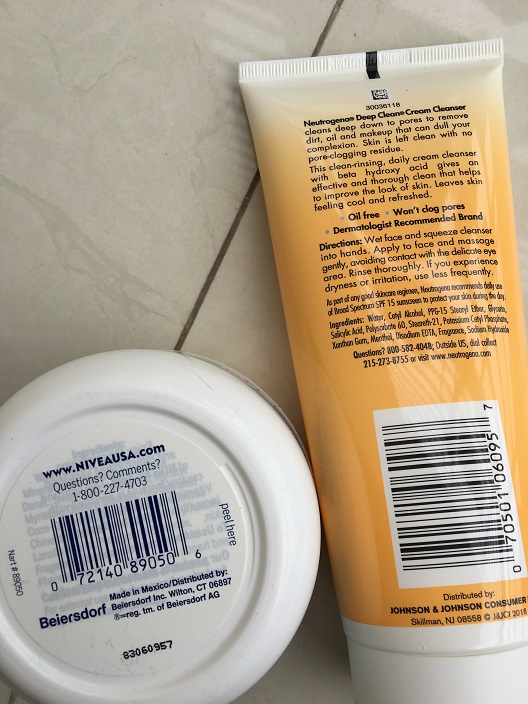 30036118
Neutrogena® Deep Clean® Cream Cleanser
cleans deep down to pores to remove
dirt, oil and makeup that can dull your
complexion. Skin is left clean with no
pore-clogging residue.
This clean-rinsing, daily cream cleanser
with beta hydroxy acid gives an
effective and thorough clean that helps
to improve the look of skin. Leaves skin
feeling cool and refreshed.
• Oil free • Won't clog pores
• Dermatologist Recommended Brand
Directions: Wet face and squeeze cleanser
into hands. Apply to face and massage
gently, avoiding contact with the delicate eye
area. Rinse thoroughly. If you experience
dryness or irritation, use less frequently.
As part of any good skincare regimen, Neutrogena recommends daily use
of Broad Spectrum SPF 15 sunscreen to protect your skin during the day.
Ingredients: Water, Cetyl Alcohol, PPG-15 Stearyl Ether, Glycerin,
Salicylic Acid, Polysorbate 60, Steareth-21, Potassium Cetyl Phosphate,
Xanthan Gum, Menthol, Disodium EDTA, Fragrance, Sodium Hydroxide
Questions? 800-582-4048; Outside US, dial collect
215-273-8755 or visit www.neutrogena.com
0 70501 06095 7
Distributed by:
JOHNSON & JOHNSON CONSUMER
Skillman, NJ 08558 © J&JCI 2016
www.NIVEAUSA.com
Questions? Comments?
1-800-227-4703
peel here
0 72140 89050 6
Nart # 89050
Made in Mexico/Distributed by:
Beiersdorf Beiersdorf Inc. Wilton, CT 06897
®=reg. tm. of Beiersdorf AG
83060957